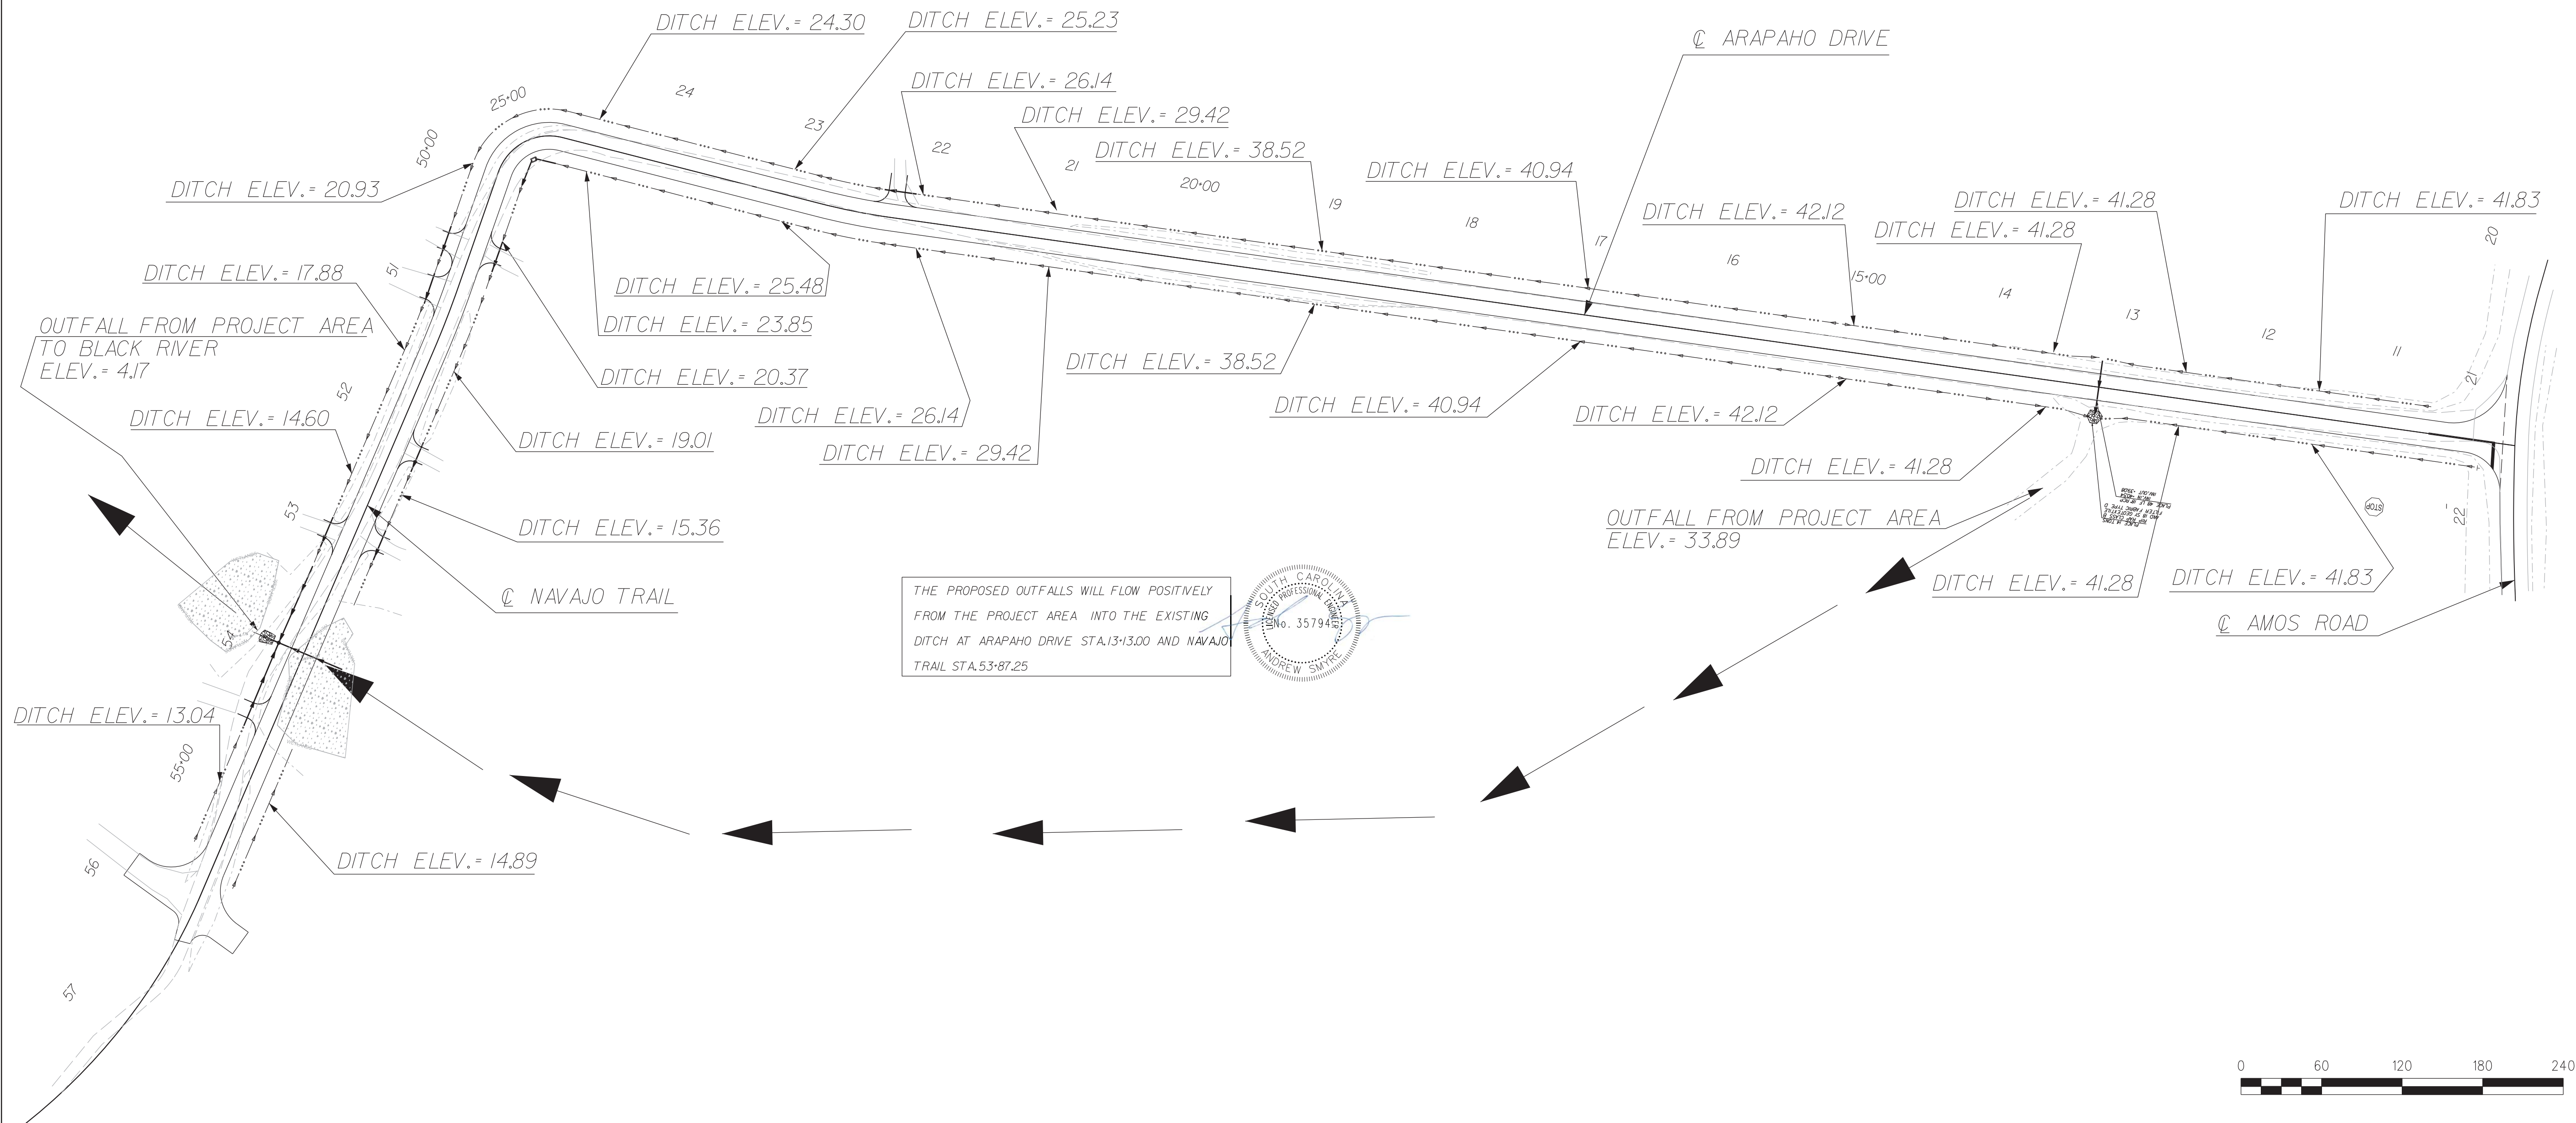 DITCH ELEV.= 24.30
DITCH ELEV.= 25.23
℄ ARAPAHO DRIVE
DITCH ELEV.= 26.14
DITCH ELEV.= 29.42
DITCH ELEV.= 38.52
DITCH ELEV.= 40.94
DITCH ELEV.= 42.12
DITCH ELEV.= 41.28
DITCH ELEV.= 41.28
DITCH ELEV.= 41.83
50+00
25+00
24
23
22
21
20+00
19
18
17
16
15+00
14
13
12
11
20
21
22
DITCH ELEV.= 20.93
DITCH ELEV.= 17.88
51
OUTFALL FROM PROJECT AREA
TO BLACK RIVER
ELEV.= 4.17
DITCH ELEV.= 14.60
52
53
54
DITCH ELEV.= 13.04
55+00
56
57
DITCH ELEV.= 25.48
DITCH ELEV.= 23.85
DITCH ELEV.= 20.37
DITCH ELEV.= 19.01
DITCH ELEV.= 15.36
℄ NAVAJO TRAIL
DITCH ELEV.= 14.89
DITCH ELEV.= 26.14
DITCH ELEV.= 29.42
DITCH ELEV.= 38.52
DITCH ELEV.= 40.94
DITCH ELEV.= 42.12
DITCH ELEV.= 41.28
OUTFALL FROM PROJECT AREA
ELEV.= 33.89
DITCH ELEV.= 41.28
DITCH ELEV.= 41.83
STOP
℄ AMOS ROAD
THE PROPOSED OUTFALLS WILL FLOW POSITIVELY
FROM THE PROJECT AREA INTO THE EXISTING
DITCH AT ARAPAHO DRIVE STA.13+13.00 AND NAVAJO
TRAIL STA.53+87.25
SOUTH CAROLINA
LICENSED PROFESSIONAL ENGINEER
No. 35794
ANDREW SMYRE
0 60 120 180 240